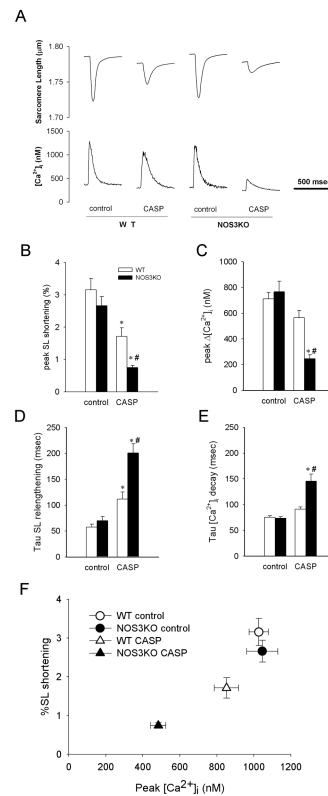 A
Sarcomere Length (μm)
1.80
1.75
1.70
[Ca2+]i (nM)
1500
1000
500
0
control
CASP
control
CASP
W T
NOS3KO
500 msec
B
peak SL shortening (%)
4
3
2
1
0
WT
NOS3KO
*
*#
control
CASP
C
peak Δ[Ca2+]i (nM)
1000
800
600
400
200
0
*#
control
CASP
D
Tau SL relengthening (msec)
250
200
150
100
50
0
*
*#
control
CASP
E
Tau [Ca2+]i decay (msec)
250
200
150
100
50
0
*#
control
CASP
F
%SL shortening
4
3
2
1
0
WT control
NOS3KO control
WT CASP
NOS3KO CASP
0
200
400
600
800
1000
1200
Peak [Ca2+]i (nM)